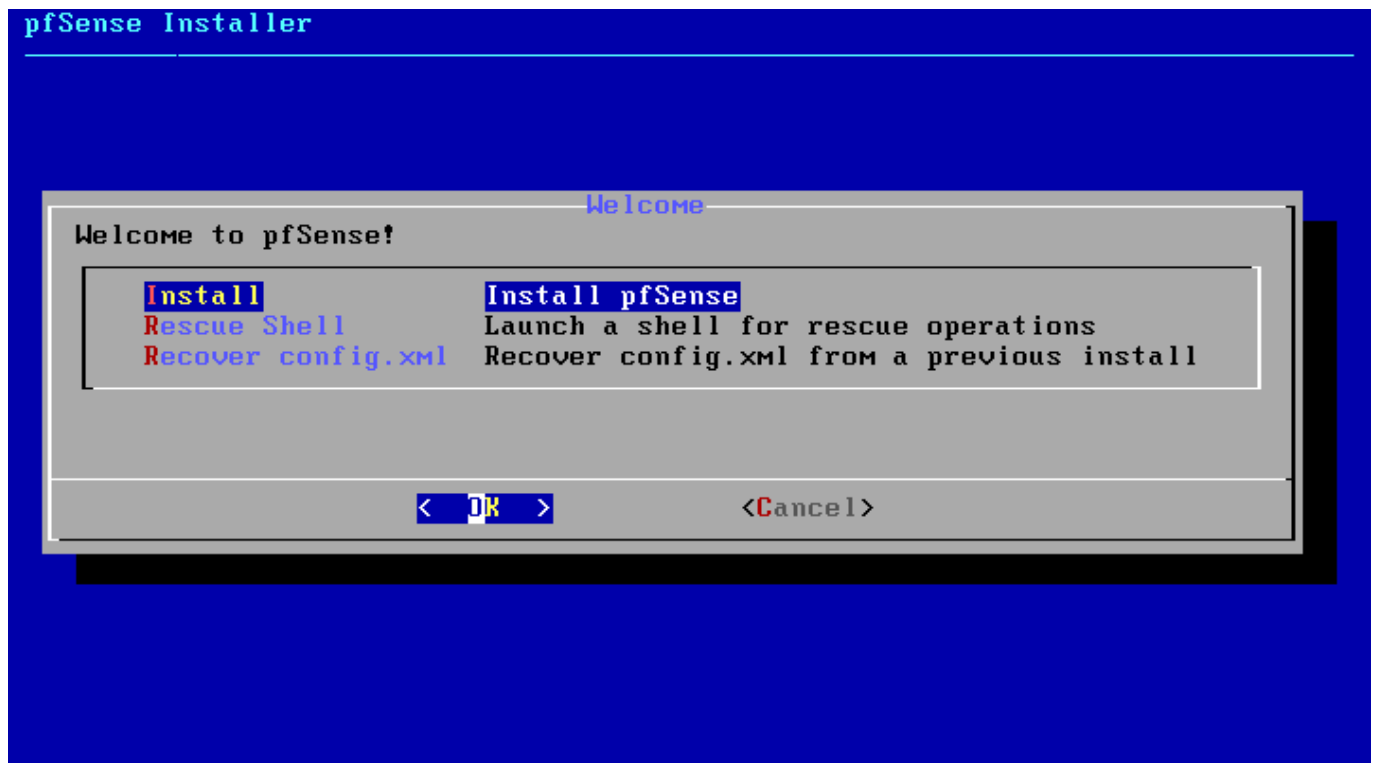 pfSense Installer
Welcome
Welcome to pfSense!
Install Install pfSense
Rescue Shell Launch a shell for rescue operations
Recover config.xml Recover config.xml from a previous install
< OK > <Cancel>